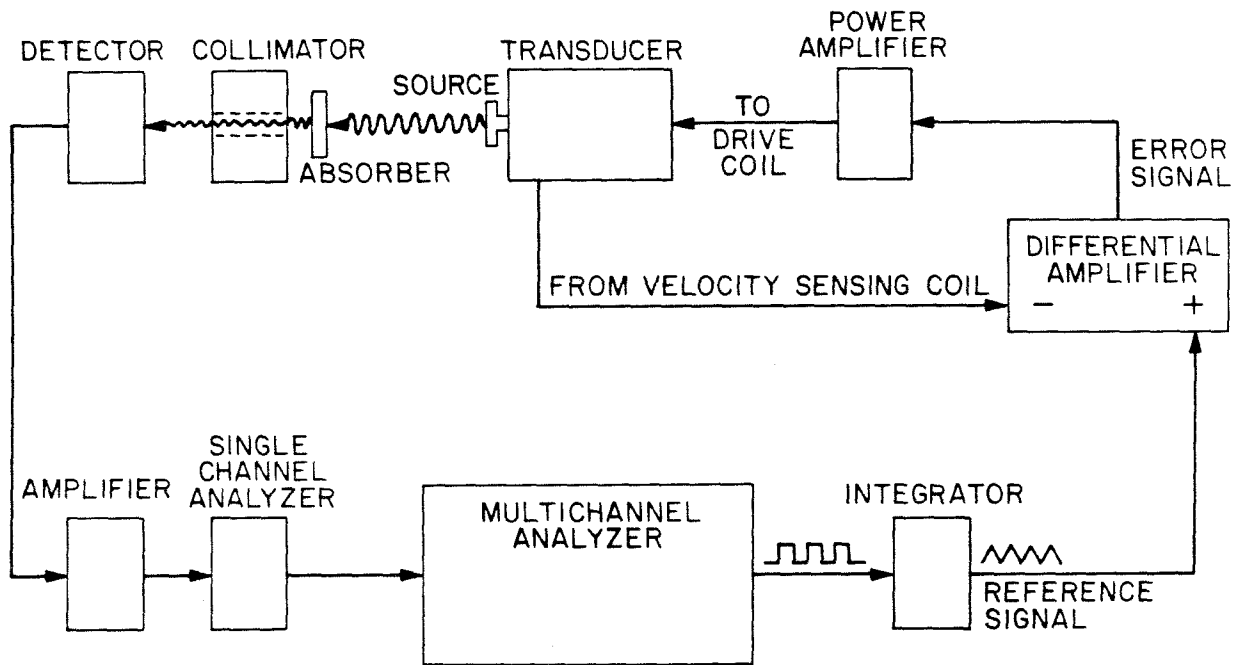 DETECTOR
COLLIMATOR
SOURCE
TRANSDUCER
POWER
AMPLIFIER
ABSORBER
TO
DRIVE
COIL
ERROR
SIGNAL
DIFFERENTIAL
AMPLIFIER
- +
FROM VELOCITY SENSING COIL
AMPLIFIER
SINGLE
CHANNEL
ANALYZER
MULTICHANNEL
ANALYZER
INTEGRATOR
REFERENCE
SIGNAL